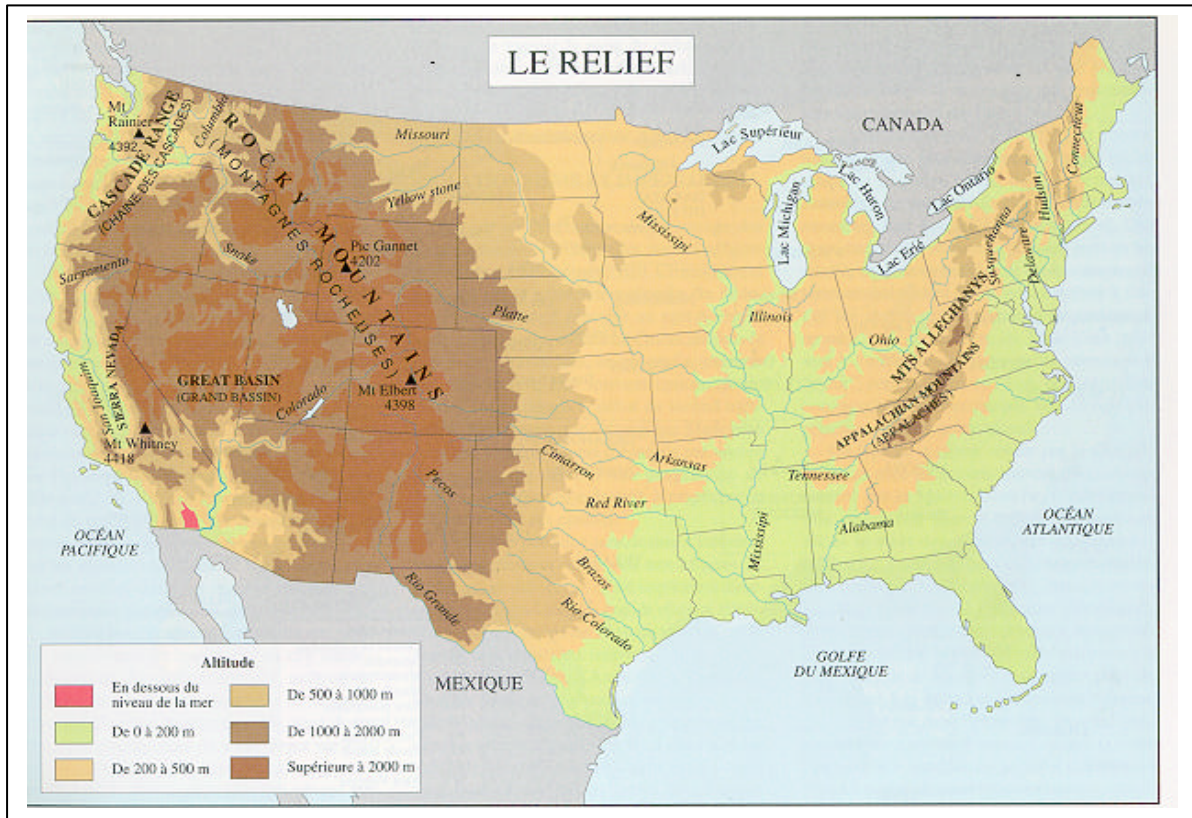 LE RELIEF
CANADA
Mt
Rainier
4392
CASCADE RANGE
(CHAINE DES CASCADES)
Columbia
ROCKY MOUNTAINS
(MONTAGNES ROCHEUSES)
Missouri
Yellow stone
Lac Supérieur
Lac Michigan
Lac Huron
Lac Ontario
Lac Erié
Connecticut
Hudson
Delaware
Susquehanna
Mississipi
Pic Gannet
4202
Snake
Sacramento
Platte
Illinois
Ohio
MTS ALLEGHANYS
APPALACHIAN MOUNTAINS
(APPALACHES)
SIERRA NEVADA
San Joaquim
GREAT BASIN
(GRAND BASSIN)
Colorado
Mt Elbert
4398
Mt Whitney
4418
Pecos
Cimarron
Arkansas
Tennessee
Red River
Mississipi
Alabama
Brazos
Rio Grande
Rio Colorado
OCÉAN
PACIFIQUE
OCÉAN
ATLANTIQUE
GOLFE
DU MEXIQUE
MEXIQUE
Altitude
En dessous du
niveau de la mer
De 0 à 200 m
De 200 à 500 m
De 500 à 1000 m
De 1000 à 2000 m
Supérieure à 2000 m